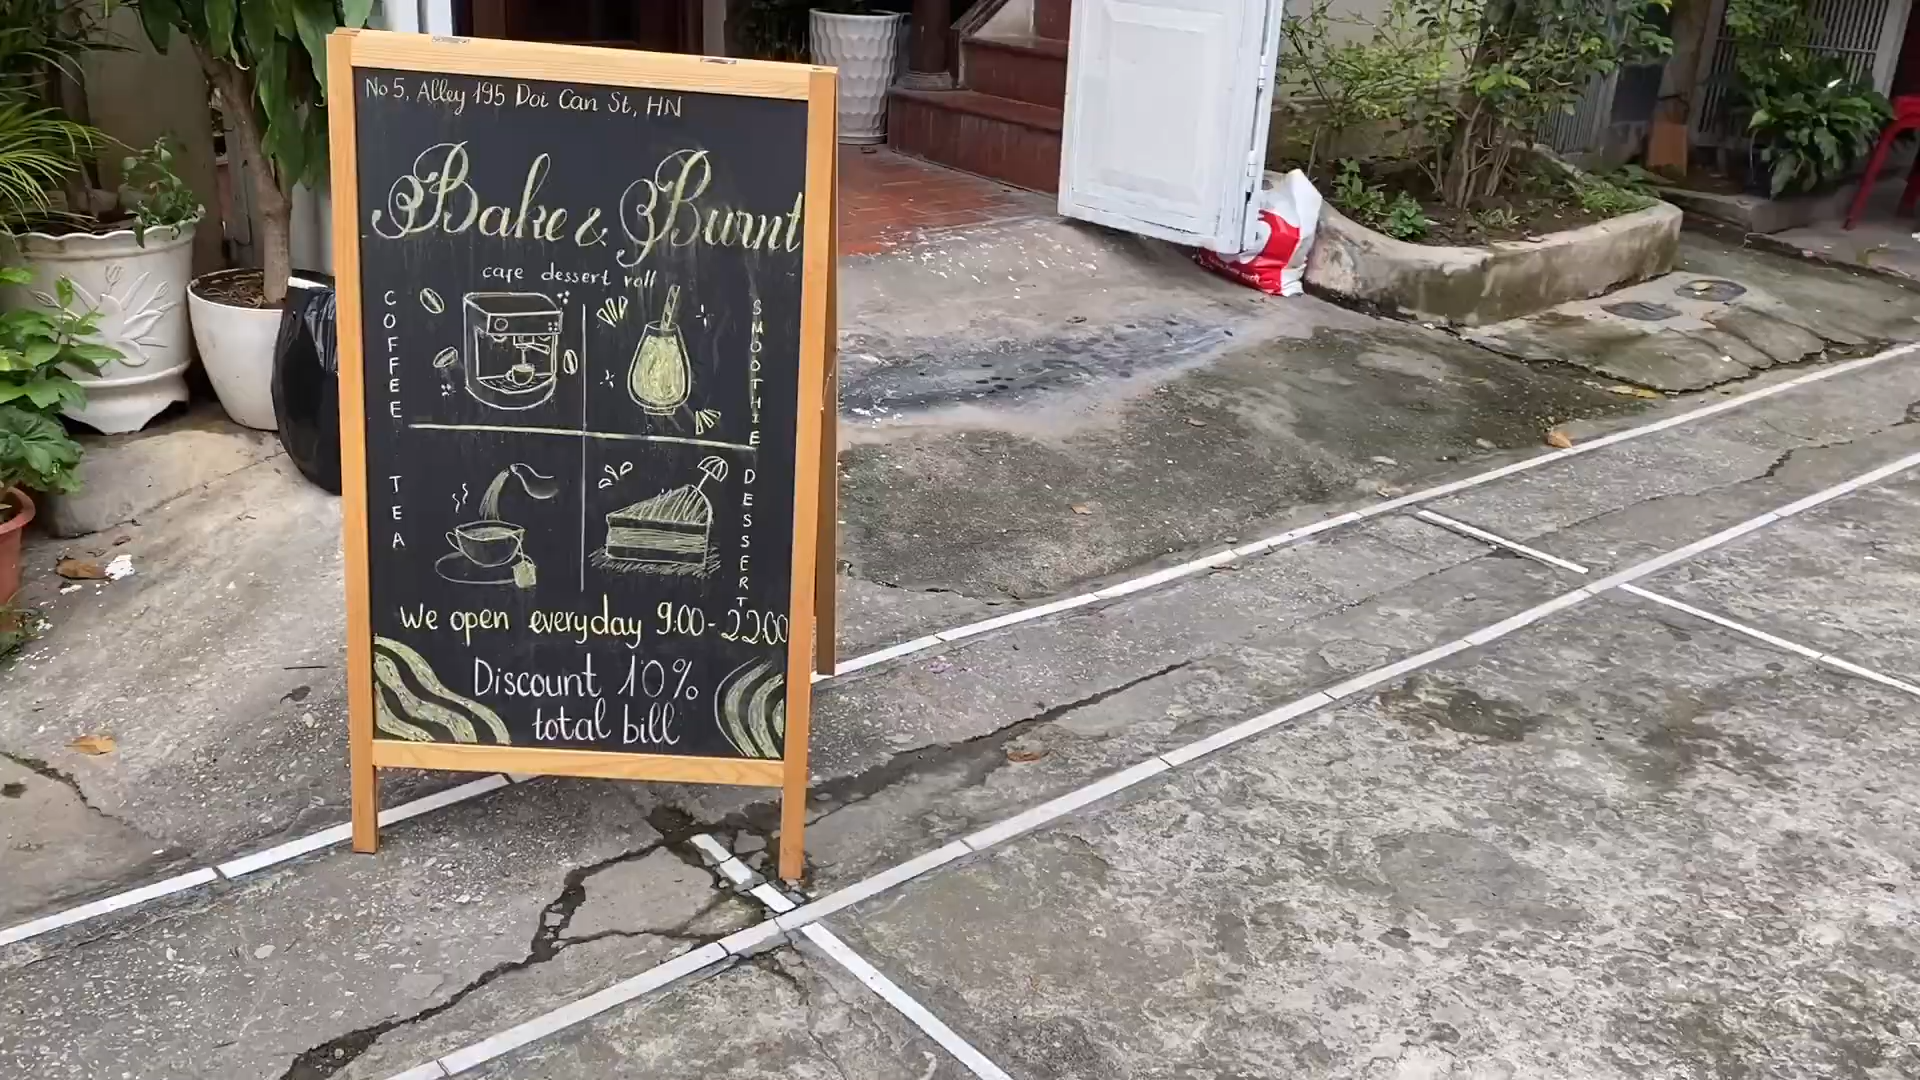 No 5, Alley 195 Doi Can St, HN
Bake & Burnt
cafe dessert roll
COFFEE
SMOOTHIE
TEA
DESSERT
We open everyday 9:00-22:00
Discount 10%
total bill